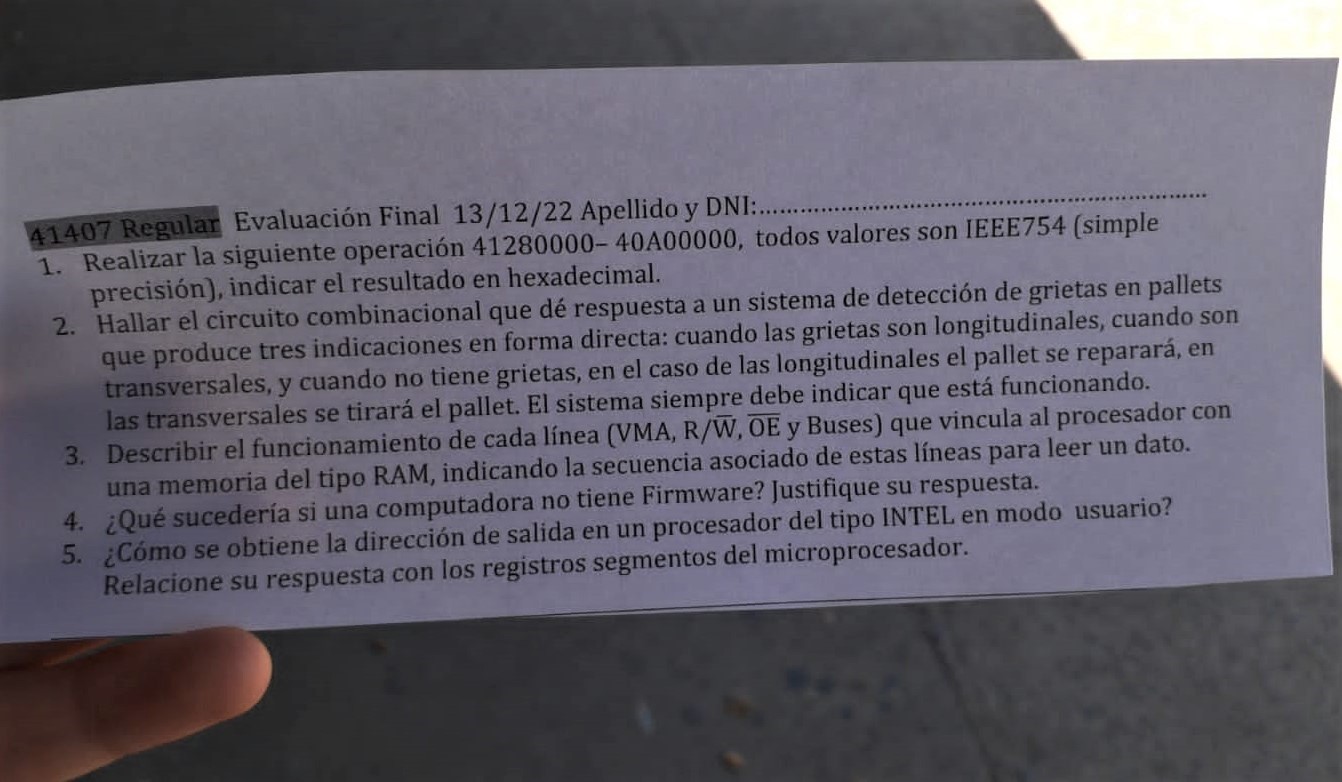 41407 Regular Evaluación Final 13/12/22 Apellido y DNI:...............................................................................
1. Realizar la siguiente operación 41280000– 40A00000, todos valores son IEEE754 (simple
precisión), indicar el resultado en hexadecimal.
2. Hallar el circuito combinacional que dé respuesta a un sistema de detección de grietas en pallets
que produce tres indicaciones en forma directa: cuando las grietas son longitudinales, cuando son
transversales, y cuando no tiene grietas, en el caso de las longitudinales el pallet se reparará, en
las transversales se tirará el pallet. El sistema siempre debe indicar que está funcionando.
3. Describir el funcionamiento de cada línea (VMA, R/W̅, O̅E̅ y Buses) que vincula al procesador con
una memoria del tipo RAM, indicando la secuencia asociado de estas líneas para leer un dato.
4. ¿Qué sucedería si una computadora no tiene Firmware? Justifique su respuesta.
5. ¿Cómo se obtiene la dirección de salida en un procesador del tipo INTEL en modo usuario?
Relacione su respuesta con los registros segmentos del microprocesador.